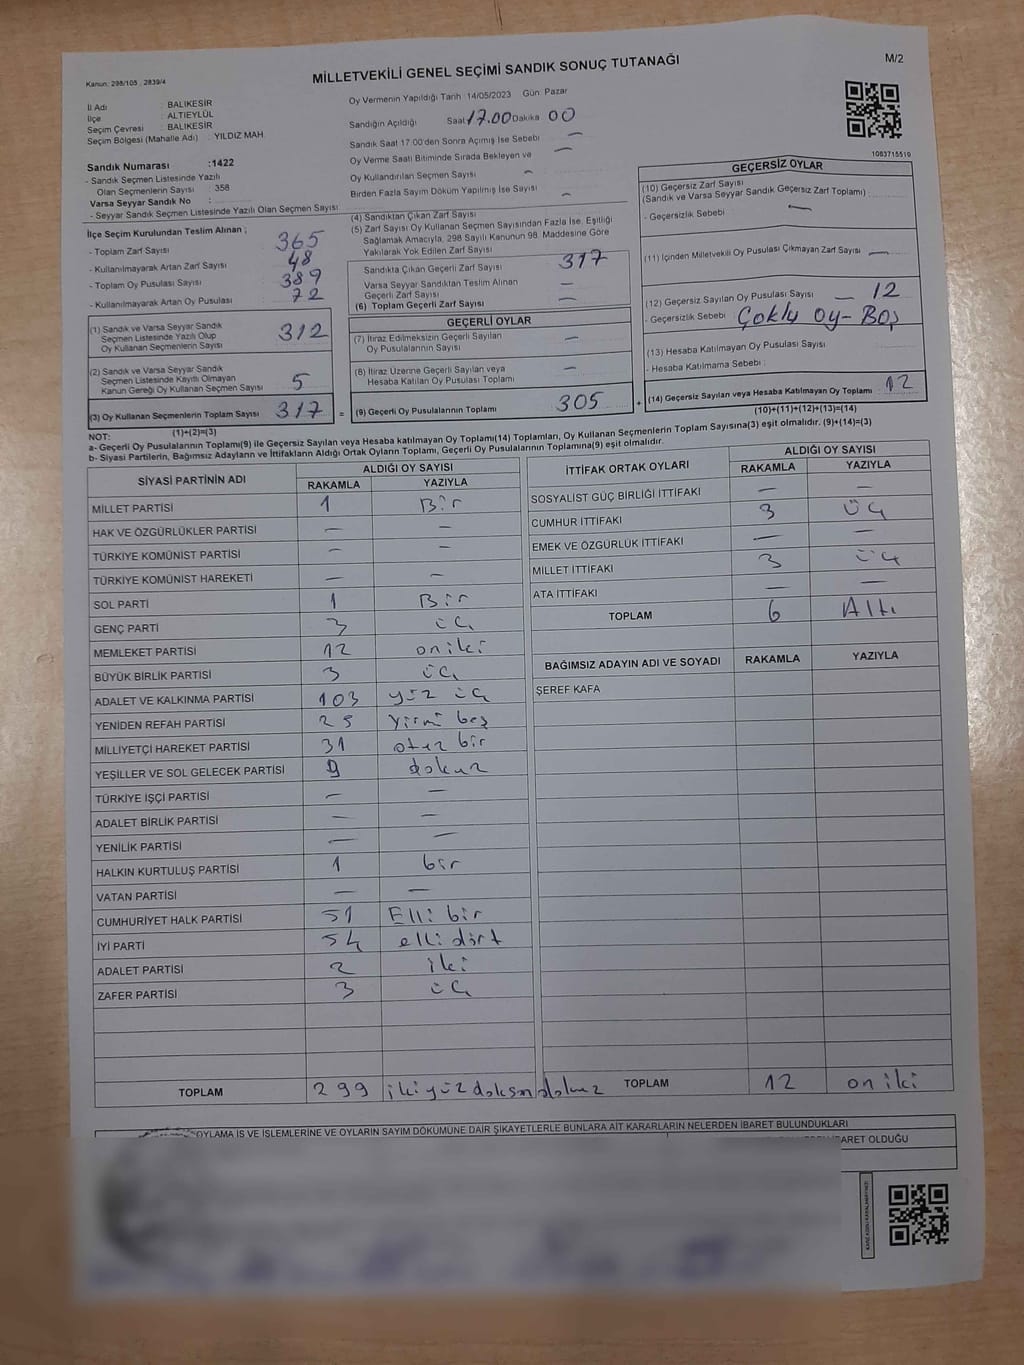 Kanun: 298/105 , 2839/4
MİLLETVEKİLİ GENEL SEÇİMİ SANDIK SONUÇ TUTANAĞI
M/2
İl Adı : BALIKESİR
İlçe : ALTIEYLÜL
Seçim Çevresi : BALIKESİR
Seçim Bölgesi (Mahalle Adı) : YILDIZ MAH.
Sandık Numarası :1422
- Sandık Seçmen Listesinde Yazılı
Olan Seçmenlerin Sayısı : 358
Varsa Seyyar Sandık No :
- Seyyar Sandık Seçmen Listesinde Yazılı Olan Seçmen Sayısı:
Oy Vermenin Yapıldığı Tarih 14/05/2023 Gün: Pazar
Sandığın Açıldığı Saat 17.00 Dakika 00
Sandık Saat 17:00'den Sonra Açımış İse Sebebi —
Oy Verme Saati Bitiminde Sırada Bekleyen ve
Oy Kullandırılan Seçmen Sayısı —
Birden Fazla Sayım Döküm Yapılmış İse Sayısı —
1083715519
İlçe Seçim Kurulundan Teslim Alınan ;
- Toplam Zarf Sayısı 365
- Kullanılmayarak Artan Zarf Sayısı 48
- Toplam Oy Pusulası Sayısı 389
- Kullanılmayarak Artan Oy Pusulası 72
(1) Sandık ve Varsa Seyyar Sandık
Seçmen Listesinde Yazılı Olup
Oy Kullanan Seçmenlerin Sayısı 312
(2) Sandık ve Varsa Seyyar Sandık
Seçmen Listesinde Kayıtlı Olmayan
Kanun Gereği Oy Kullanan Seçmen Sayısı 5
(3) Oy Kullanan Seçmenlerin Toplam Sayısı 317
(1)+(2)=(3)
(4) Sandıktan Çıkan Zarf Sayısı
(5) Zarf Sayısı Oy Kullanan Seçmen Sayısından Fazla İse, Eşitliği
Sağlamak Amacıyla, 298 Sayılı Kanunun 98. Maddesine Göre
Yakılarak Yok Edilen Zarf Sayısı
Sandıkta Çıkan Geçerli Zarf Sayısı 317
Varsa Seyyar Sandıktan Teslim Alınan
Geçerli Zarf Sayısı —
(6) Toplam Geçerli Zarf Sayısı —
GEÇERLİ OYLAR
(7) İtiraz Edilmeksizin Geçerli Sayılan
Oy Pusulalarının Sayısı —
(8) İtiraz Üzerine Geçerli Sayılan veya
Hesaba Katılan Oy Pusulası Toplamı —
= (9) Geçerli Oy Pusulalarının Toplamı 305
GEÇERSİZ OYLAR
(10) Geçersiz Zarf Sayısı
(Sandık ve Varsa Seyyar Sandık Geçersiz Zarf Toplamı)
- Geçersizlik Sebebi : —
(11) İçinden Milletvekili Oy Pusulası Çıkmayan Zarf Sayısı —
(12) Geçersiz Sayılan Oy Pusulası Sayısı — 12
- Geçersizlik Sebebi : Çoklu oy- Boş
(13) Hesaba Katılmayan Oy Pusulası Sayısı
- Hesaba Katılmama Sebebi :
+ (14) Geçersiz Sayılan veya Hesaba Katılmayan Oy Toplamı 12
(10)+(11)+(12)+(13)=(14)
NOT:
a- Geçerli Oy Pusulalarının Toplamı(9) ile Geçersiz Sayılan veya Hesaba katılmayan Oy Toplamı(14) Toplamları, Oy Kullanan Seçmenlerin Toplam Sayısına(3) eşit olmalıdır. (9)+(14)=(3)
b- Siyasi Partilerin, Bağımsız Adayların ve İttifakların Aldığı Ortak Oyların Toplamı, Geçerli Oy Pusulalarının Toplamına(9) eşit olmalıdır.
SİYASİ PARTİNİN ADI ALDIĞI OY SAYISI
RAKAMLA YAZIYLA
MİLLET PARTİSİ 1 Bir
HAK VE ÖZGÜRLÜKLER PARTİSİ — —
TÜRKİYE KOMÜNİST PARTİSİ — —
TÜRKİYE KOMÜNİST HAREKETİ — —
SOL PARTİ 1 Bir
GENÇ PARTİ 3 üç
MEMLEKET PARTİSİ 12 on iki
BÜYÜK BİRLİK PARTİSİ 3 üç
ADALET VE KALKINMA PARTİSİ 103 yüz üç
YENİDEN REFAH PARTİSİ 25 yirmi beş
MİLLİYETÇİ HAREKET PARTİSİ 31 otuz bir
YEŞİLLER VE SOL GELECEK PARTİSİ 9 dokuz
TÜRKİYE İŞÇİ PARTİSİ — —
ADALET BİRLİK PARTİSİ — —
YENİLİK PARTİSİ — —
HALKIN KURTULUŞ PARTİSİ 1 bir
VATAN PARTİSİ — —
CUMHURİYET HALK PARTİSİ 51 Elli bir
İYİ PARTİ 54 elli dört
ADALET PARTİSİ 2 iki
ZAFER PARTİSİ 3 üç
TOPLAM 299 iki yüz doksan dokuz
İTTİFAK ORTAK OYLARI ALDIĞI OY SAYISI
RAKAMLA YAZIYLA
SOSYALİST GÜÇ BİRLİĞİ İTTİFAKI — —
CUMHUR İTTİFAKI 3 üç
EMEK VE ÖZGÜRLÜK İTTİFAKI — —
MİLLET İTTİFAKI 3 üç
ATA İTTİFAKI — —
TOPLAM 6 Altı
BAĞIMSIZ ADAYIN ADI VE SOYADI RAKAMLA YAZIYLA
ŞEREF KAFA
TOPLAM 12 on iki
OYLAMA İŞ VE İŞLEMLERİNE VE OYLARIN SAYIM DÖKÜMÜNE DAİR ŞİKAYETLERLE BUNLARA AİT KARARLARIN NELERDEN İBARET BULUNDUKLARI
BARET OLDUĞU